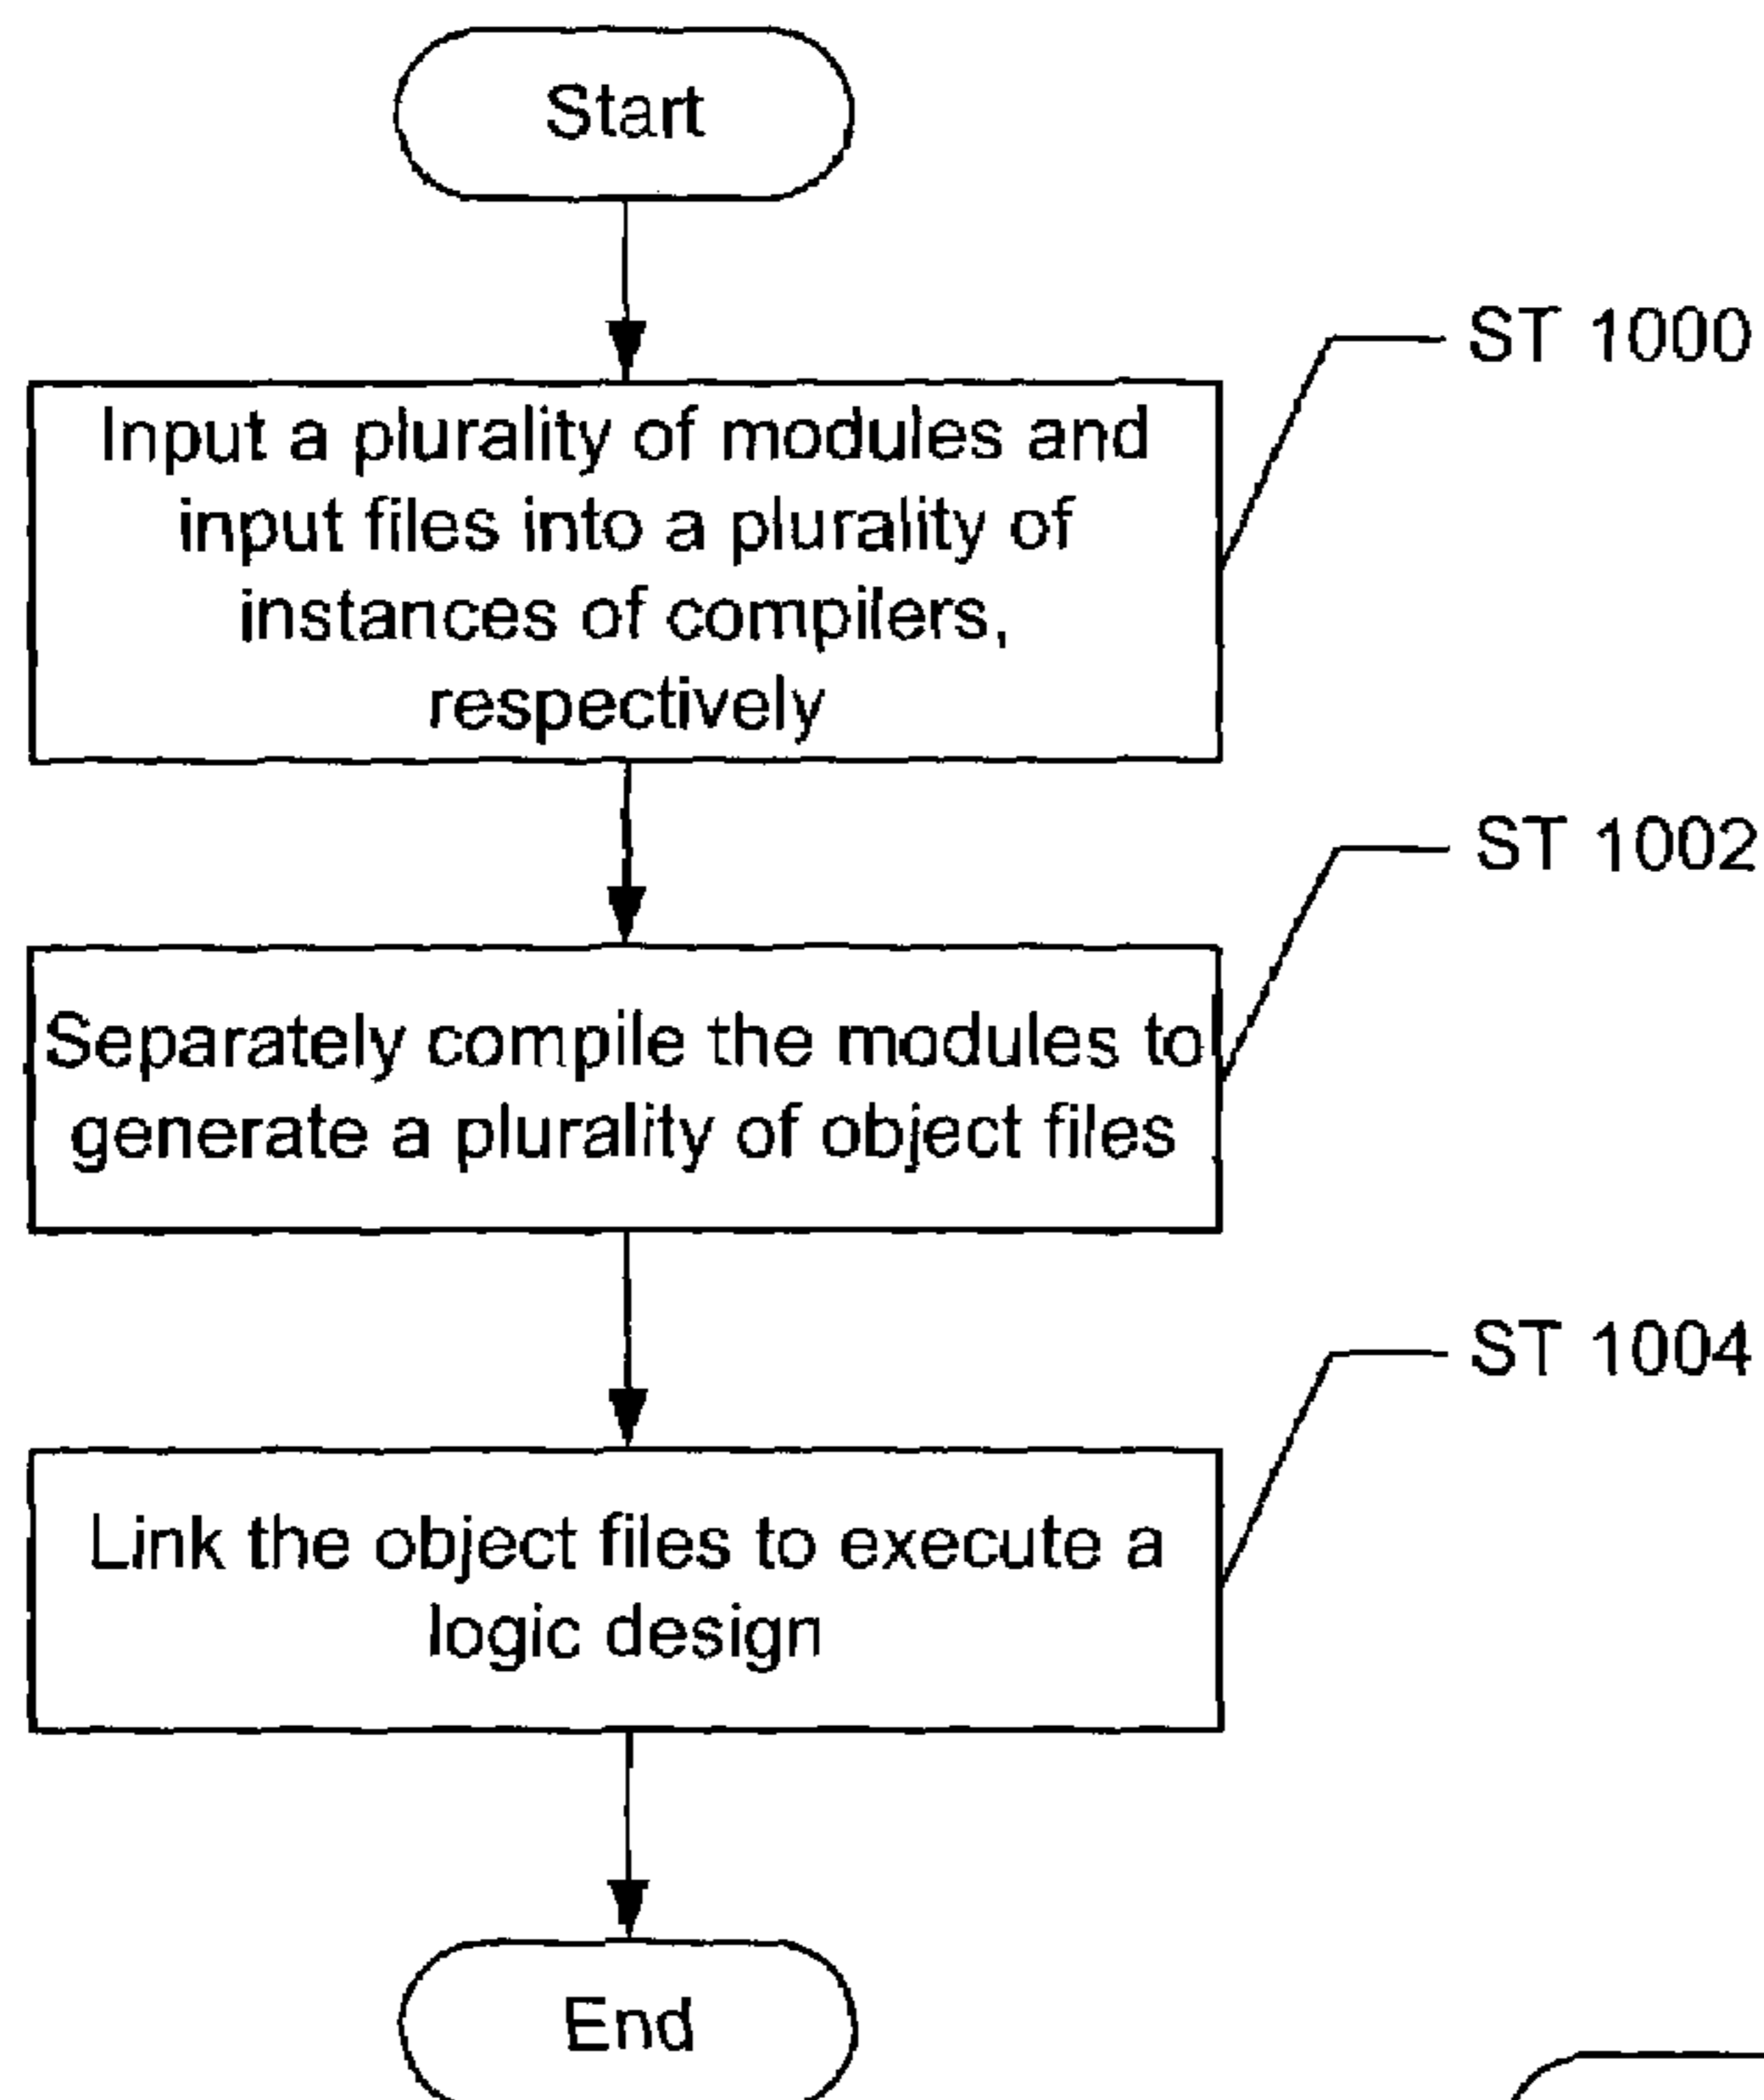 Start
ST 1000
Input a plurality of modules and
input files into a plurality of
instances of compilers,
respectively
ST 1002
Separately compile the modules to
generate a plurality of object files
ST 1004
Link the object files to execute a
logic design
End